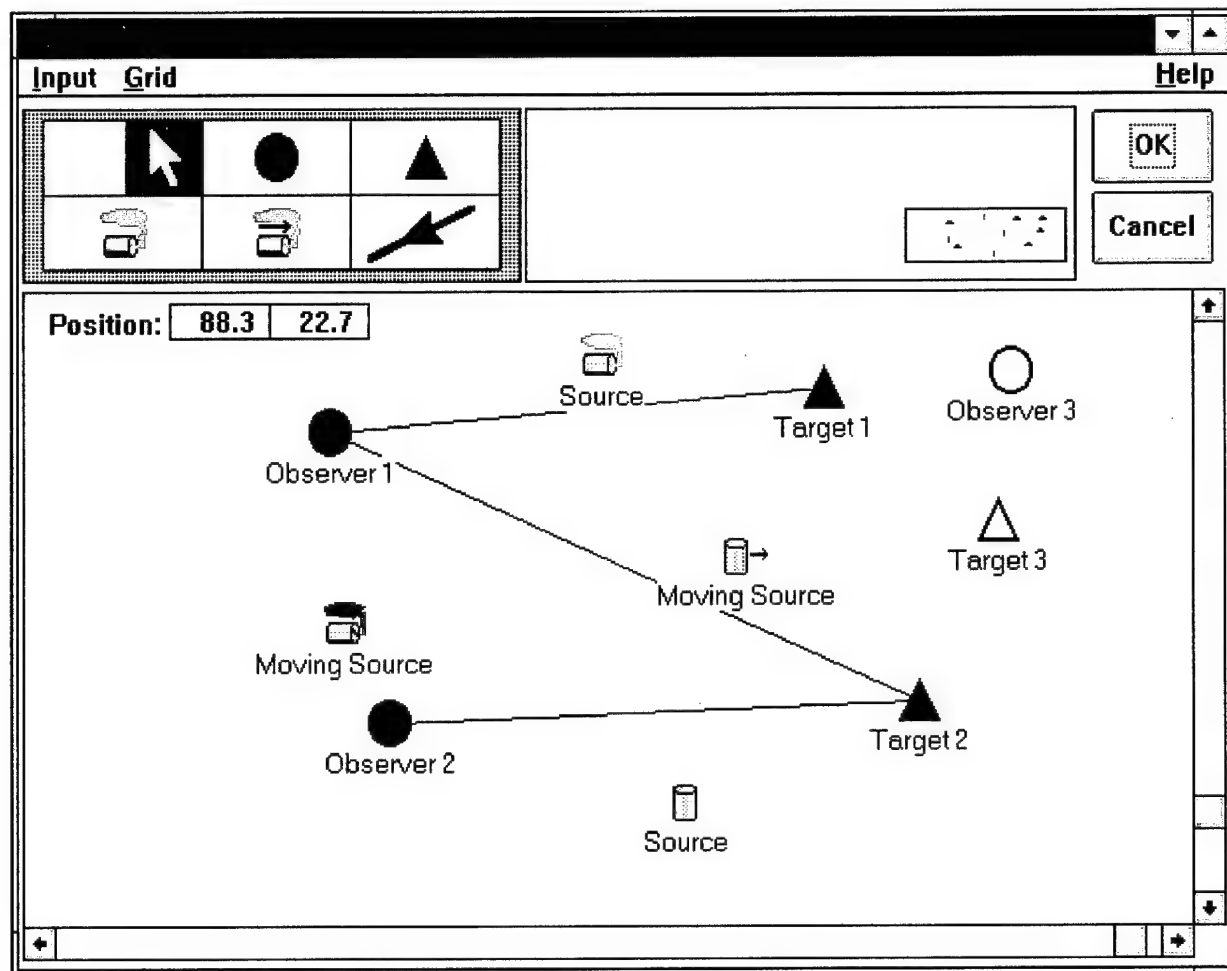 Input Grid Help
OK
Cancel
Position: 88.3 22.7
Source
Target 1
Observer 3
Observer 1
Target 3
Moving Source
Moving Source
Target 2
Observer 2
Source